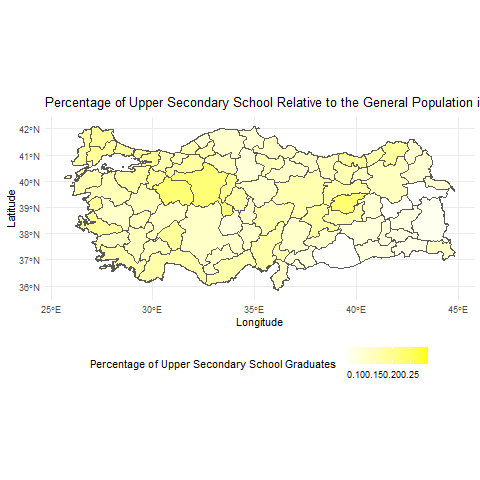 Percentage of Upper Secondary School Relative to the General Population i
42°N
41°N
40°N
39°N
38°N
37°N
36°N
Latitude
25°E 30°E 35°E 40°E 45°E
Longitude
Percentage of Upper Secondary School Graduates
0.100.150.200.25